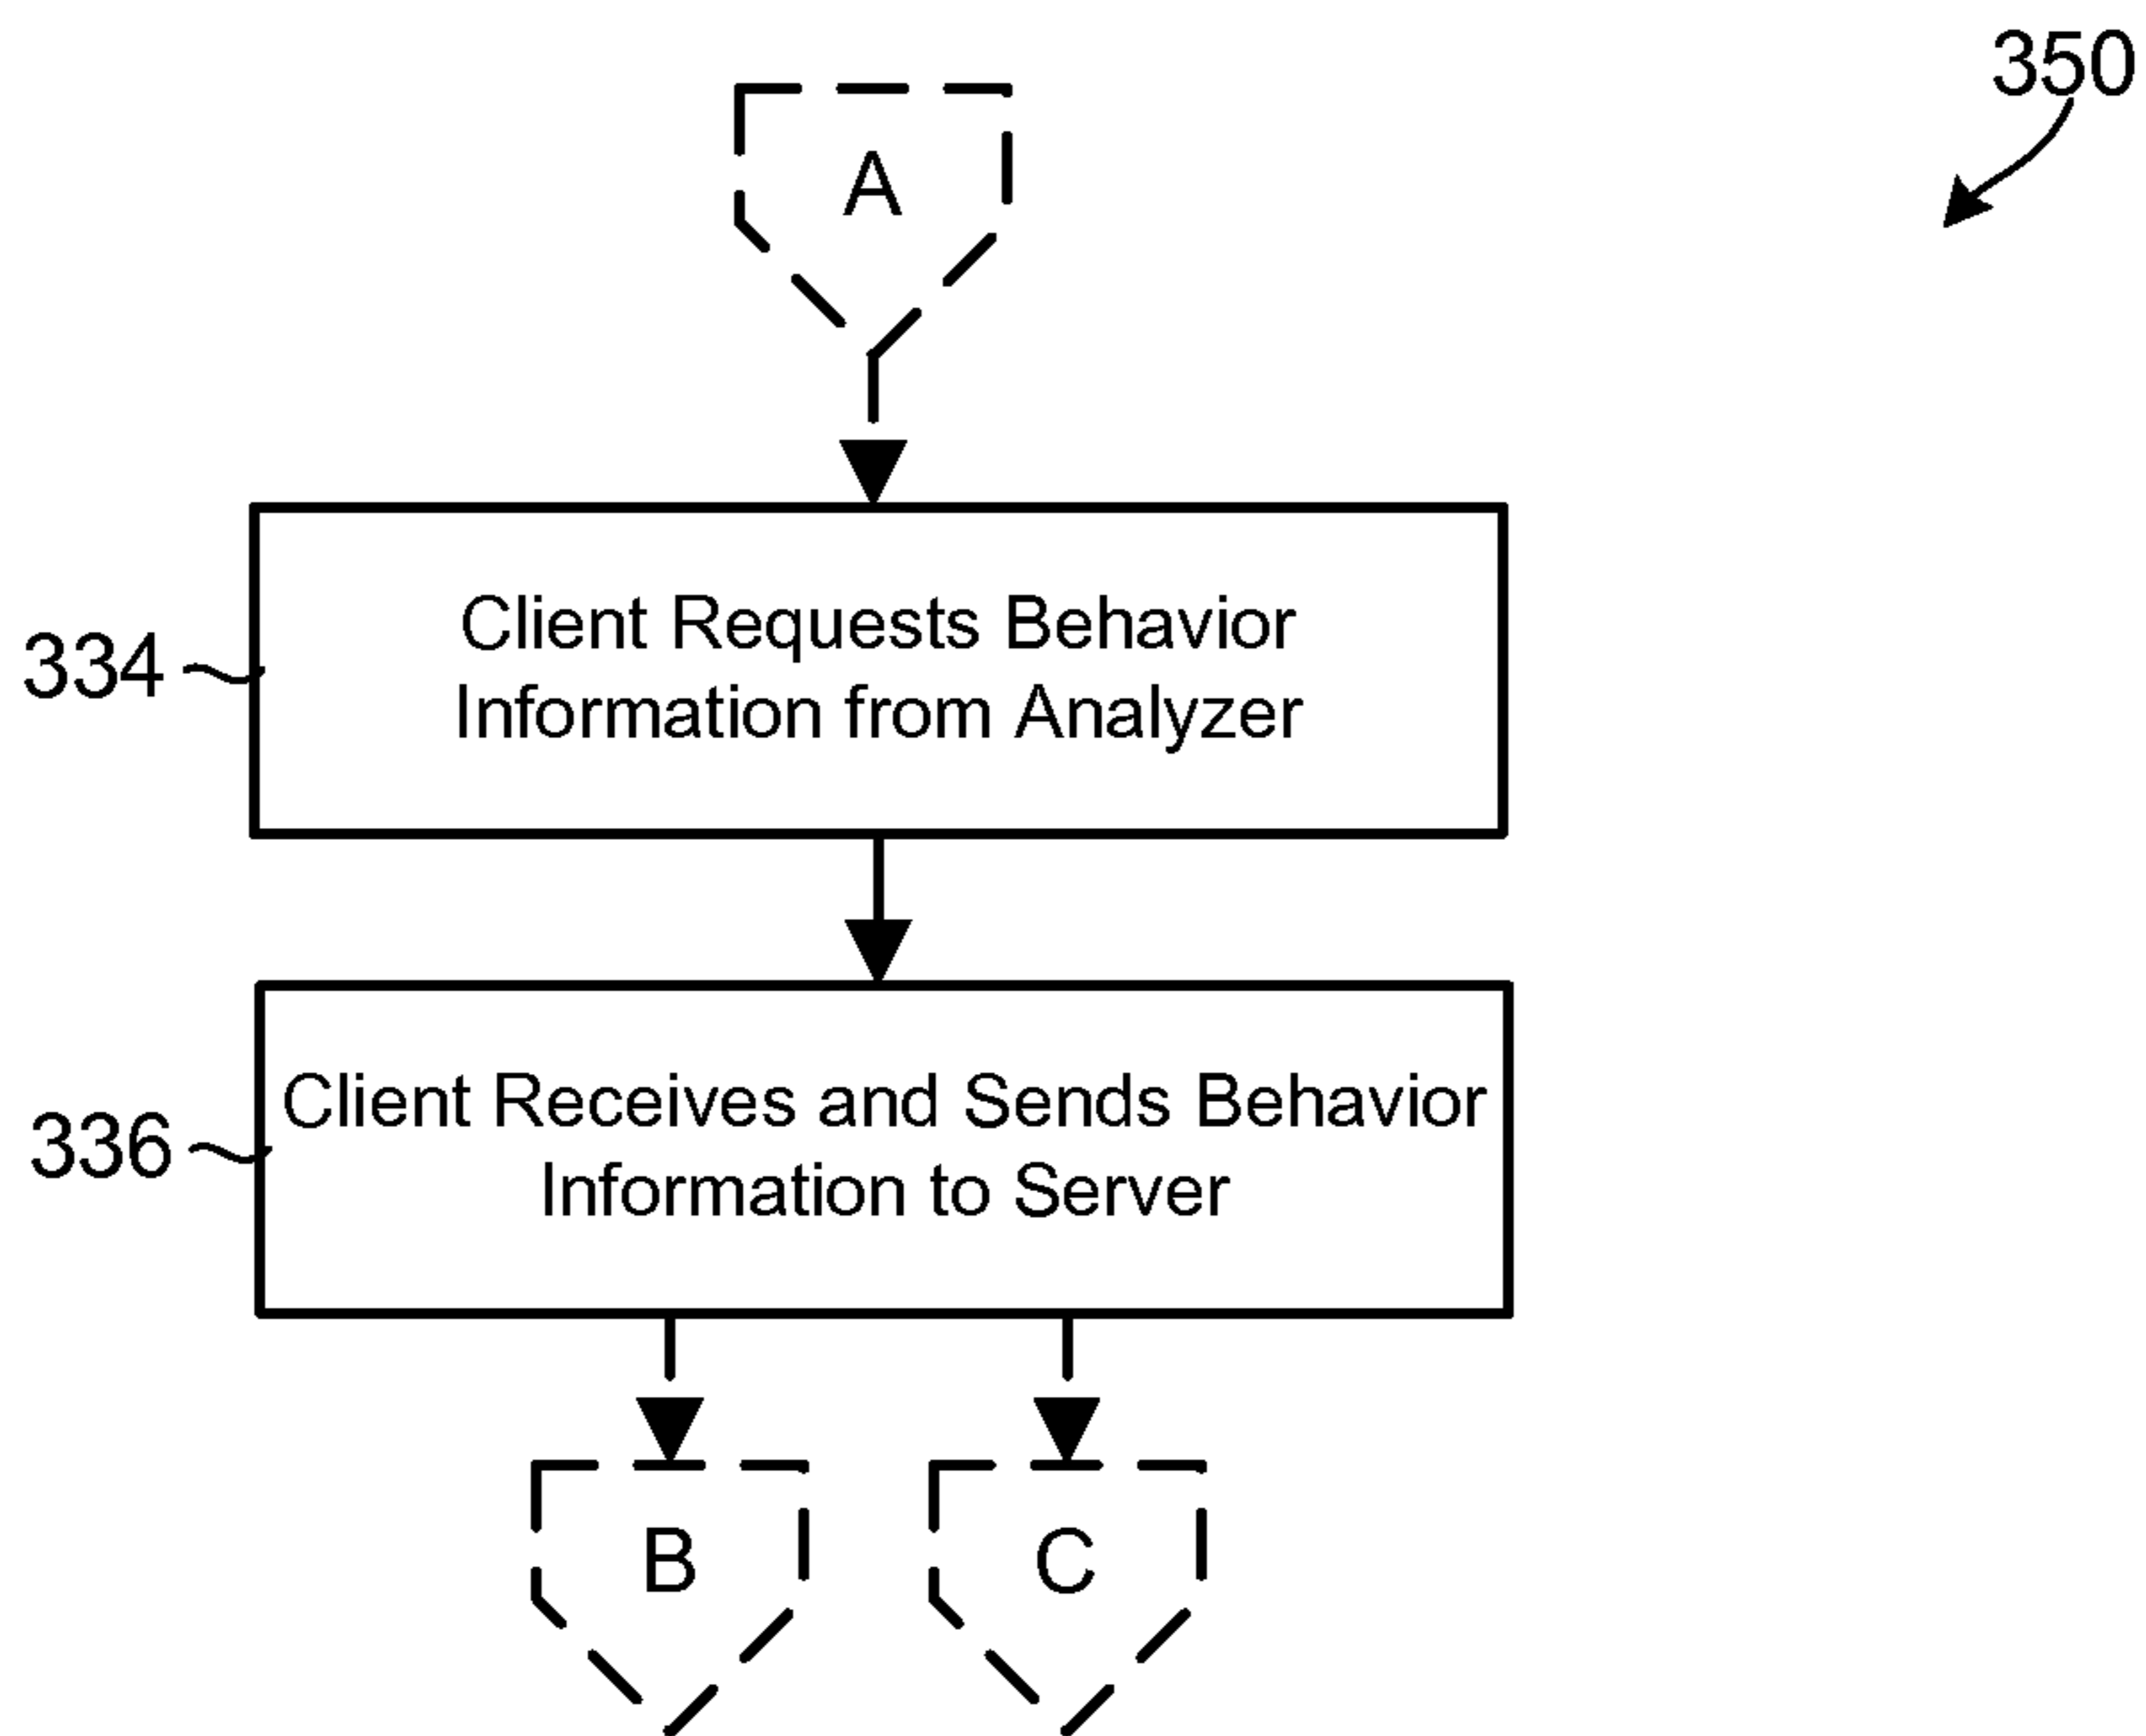 350
A
334
Client Requests Behavior
Information from Analyzer
336
Client Receives and Sends Behavior
Information to Server
B
C